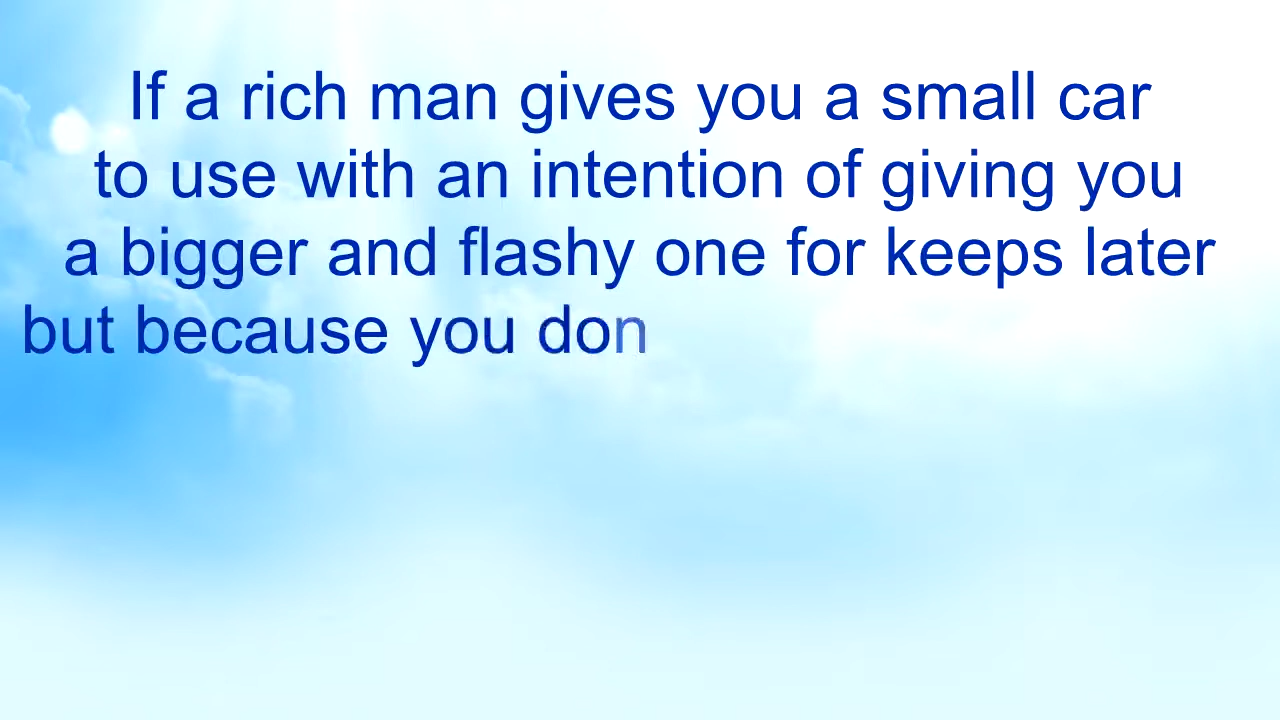 If a rich man gives you a small car
to use with an intention of giving you
a bigger and flashy one for keeps later
but because you don